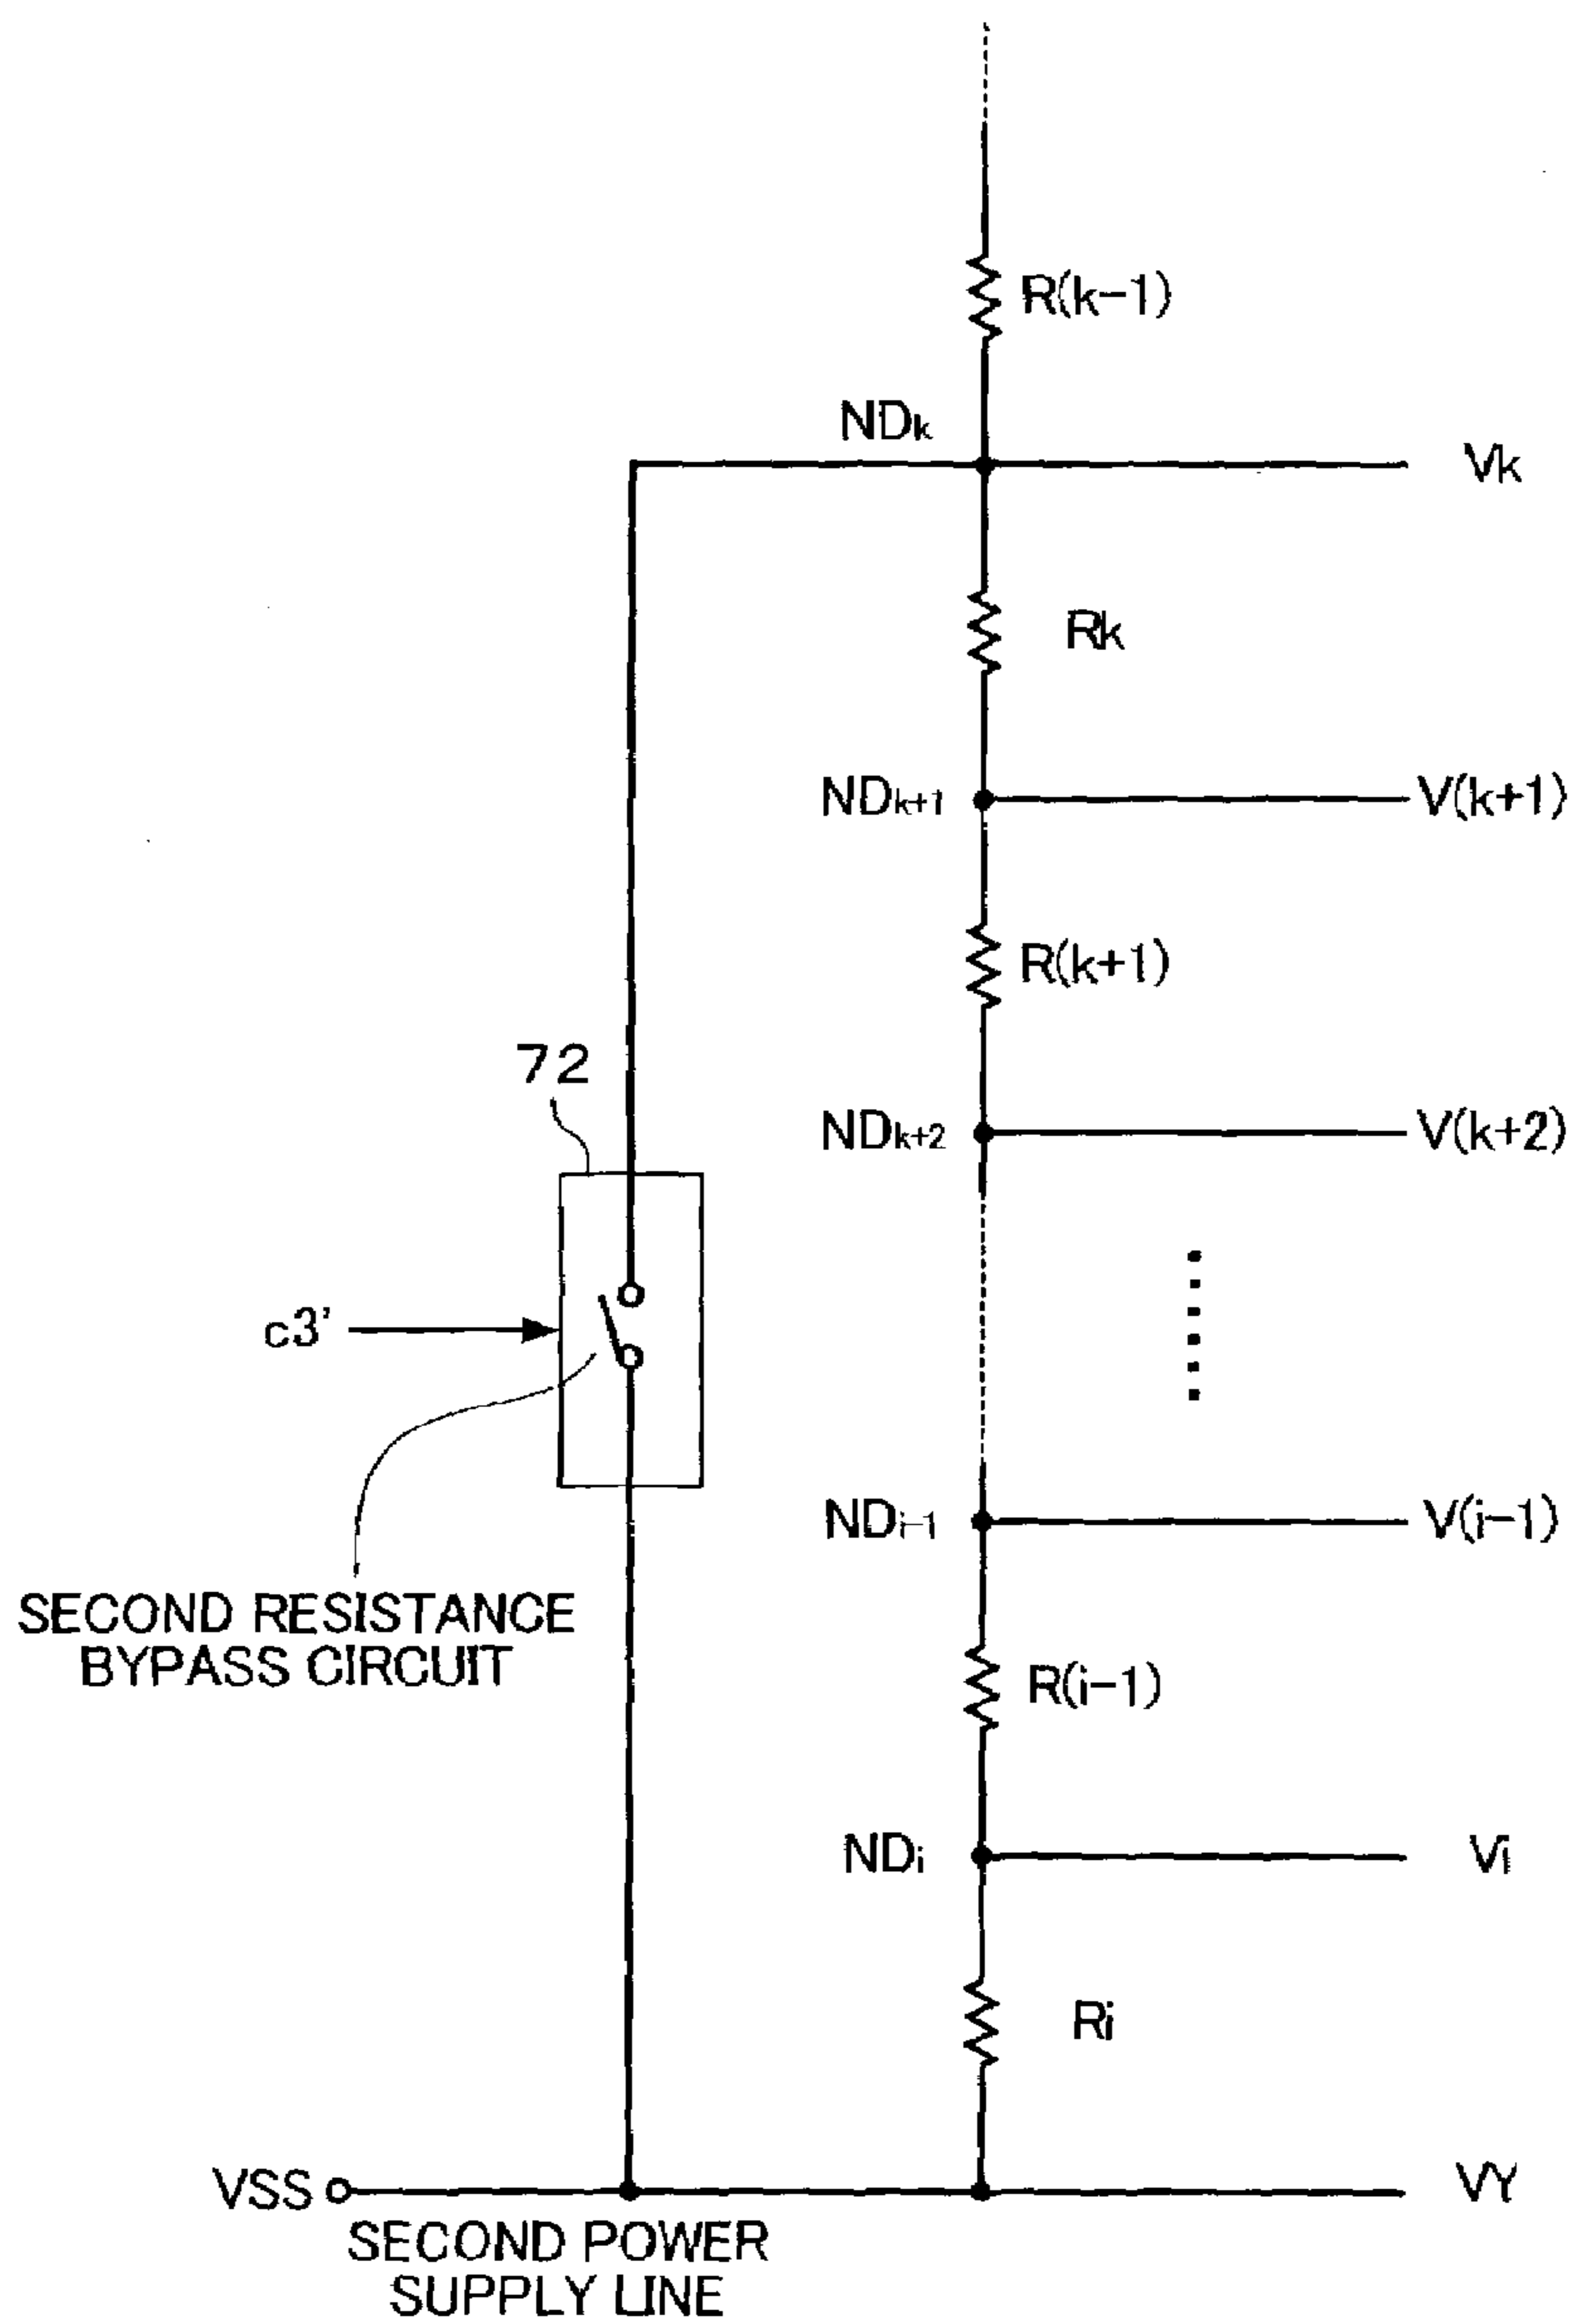 R(k-1)
NDk
Vk
Rk
NDk+1
V(k+1)
R(k+1)
72
NDk+2
V(k+2)
c3'
NDi-1
V(i-1)
SECOND RESISTANCE
BYPASS CIRCUIT
R(i-1)
NDi
Vi
Ri
VSS
VY
SECOND POWER
SUPPLY LINE